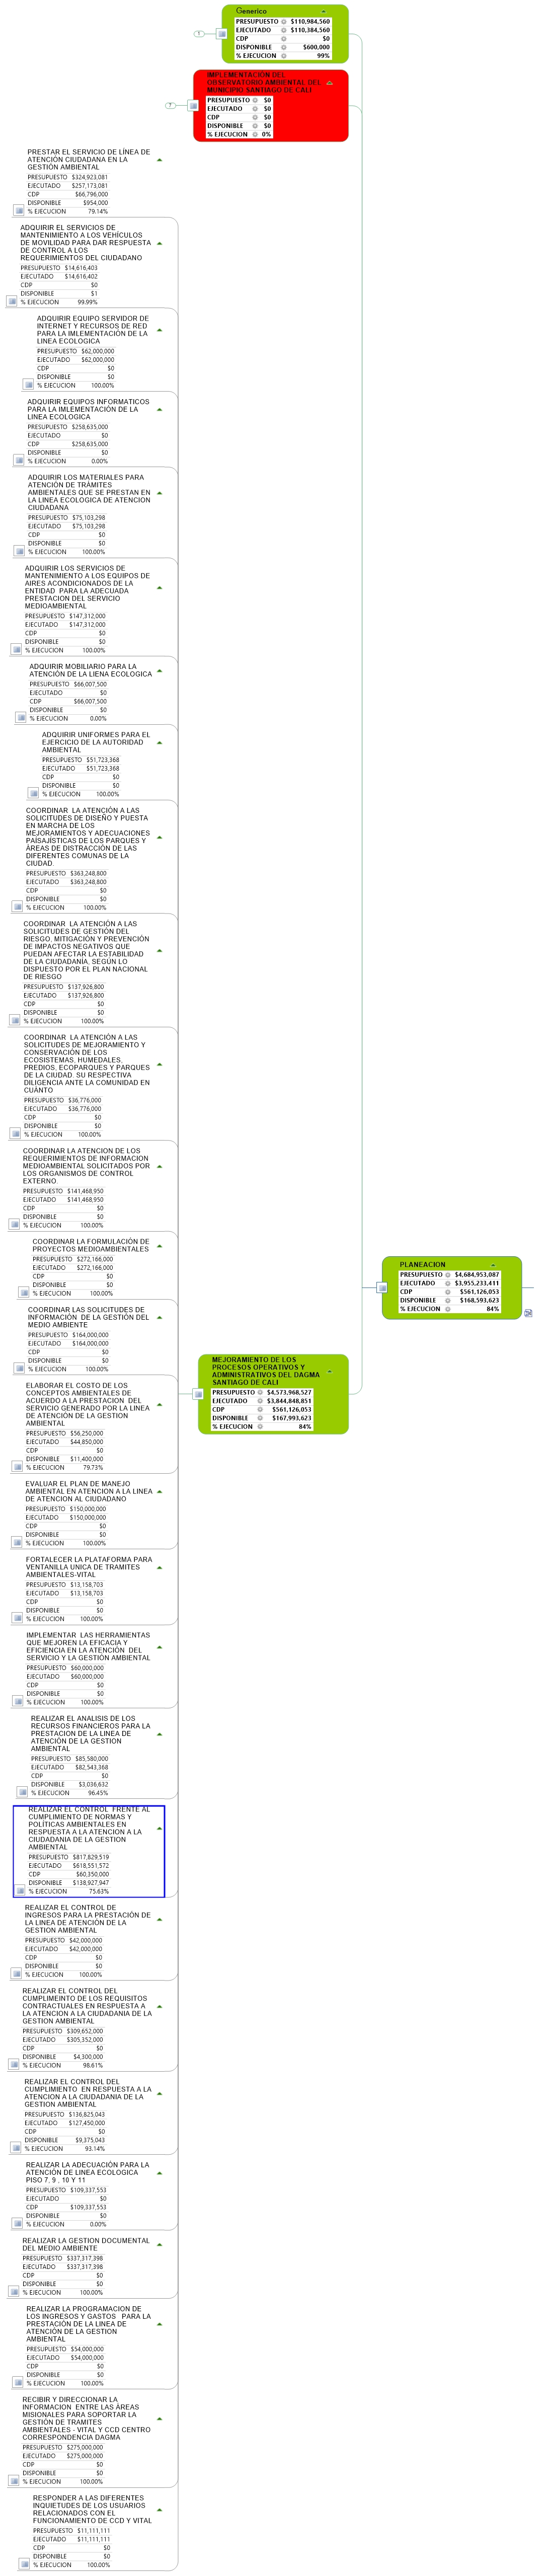 Generico
PRESUPUESTO $110,984,560
EJECUTADO $110,384,560
CDP $0
DISPONIBLE $600,000
% EJECUCION 99%
1
IMPLEMENTACIÓN DEL
OBSERVATORIO AMBIENTAL DEL
MUNICIPIO SANTIAGO DE CALI
PRESUPUESTO $0
EJECUTADO $0
CDP $0
DISPONIBLE $0
% EJECUCION 0%
7
PRESTAR EL SERVICIO DE LÍNEA DE
ATENCIÓN CIUDADANA EN LA
GESTIÓN AMBIENTAL
PRESUPUESTO $324,923,081
EJECUTADO $257,173,081
CDP $66,796,000
DISPONIBLE $954,000
% EJECUCION 79.14%
ADQUIRIR EL SERVICIOS DE
MANTENIMIENTO A LOS VEHÍCULOS
DE MOVILIDAD PARA DAR RESPUESTA
DE CONTROL A LOS
REQUERIMIENTOS DEL CIUDADANO
PRESUPUESTO $14,616,403
EJECUTADO $14,616,402
CDP $0
DISPONIBLE $1
% EJECUCION 99.99%
ADQUIRIR EQUIPO SERVIDOR DE
INTERNET Y RECURSOS DE RED
PARA LA IMLEMENTACIÓN DE LA
LINEA ECOLOGICA
PRESUPUESTO $62,000,000
EJECUTADO $62,000,000
CDP $0
DISPONIBLE $0
% EJECUCION 100.00%
ADQUIRIR EQUIPOS INFORMATICOS
PARA LA IMLEMENTACIÓN DE LA
LINEA ECOLOGICA
PRESUPUESTO $258,635,000
EJECUTADO $0
CDP $258,635,000
DISPONIBLE $0
% EJECUCION 0.00%
ADQUIRIR LOS MATERIALES PARA
ATENCIÓN DE TRÁMITES
AMBIENTALES QUE SE PRESTAN EN
LA LINEA ECOLOGICA DE ATENCION
CIUDADANA
PRESUPUESTO $75,103,298
EJECUTADO $75,103,298
CDP $0
DISPONIBLE $0
% EJECUCION 100.00%
ADQUIRIR LOS SERVICIOS DE
MANTENIMIENTO A LOS EQUIPOS DE
AIRES ACONDICIONADOS DE LA
ENTIDAD PARA LA ADECUADA
PRESTACION DEL SERVICIO
MEDIOAMBIENTAL
PRESUPUESTO $147,312,000
EJECUTADO $147,312,000
CDP $0
DISPONIBLE $0
% EJECUCION 100.00%
ADQUIRIR MOBILIARIO PARA LA
ATENCIÓN DE LA LIENA ECOLOGICA
PRESUPUESTO $66,007,500
EJECUTADO $0
CDP $66,007,500
DISPONIBLE $0
% EJECUCION 0.00%
ADQUIRIR UNIFORMES PARA EL
EJERCICIO DE LA AUTORIDAD
AMBIENTAL
PRESUPUESTO $51,723,368
EJECUTADO $51,723,368
CDP $0
DISPONIBLE $0
% EJECUCION 100.00%
COORDINAR LA ATENCIÓN A LAS
SOLICITUDES DE DISEÑO Y PUESTA
EN MARCHA DE LOS
MEJORAMIENTOS Y ADECUACIONES
PAISAJÍSTICAS DE LOS PARQUES Y
ÁREAS DE DISTRACCIÓN DE LAS
DIFERENTES COMUNAS DE LA
CIUDAD.
PRESUPUESTO $363,248,800
EJECUTADO $363,248,800
CDP $0
DISPONIBLE $0
% EJECUCION 100.00%
COORDINAR LA ATENCIÓN A LAS
SOLICITUDES DE GESTIÓN DEL
RIESGO, MITIGACIÓN Y PREVENCIÓN
DE IMPACTOS NEGATIVOS QUE
PUEDAN AFECTAR LA ESTABILIDAD
DE LA CIUDADANÍA, SEGÚN LO
DISPUESTO POR EL PLAN NACIONAL
DE RIESGO
PRESUPUESTO $137,926,800
EJECUTADO $137,926,800
CDP $0
DISPONIBLE $0
% EJECUCION 100.00%
COORDINAR LA ATENCIÓN A LAS
SOLICITUDES DE MEJORAMIENTO Y
CONSERVACIÓN DE LOS
ECOSISTEMAS, HUMEDALES,
PREDIOS, ECOPARQUES Y PARQUES
DE LA CIUDAD. SU RESPECTIVA
DILIGENCIA ANTE LA COMUNIDAD EN
CUÁNTO
PRESUPUESTO $36,776,000
EJECUTADO $36,776,000
CDP $0
DISPONIBLE $0
% EJECUCION 100.00%
COORDINAR LA ATENCION DE LOS
REQUERIMIENTOS DE INFORMACION
MEDIOAMBIENTAL SOLICITADOS POR
LOS ORGANISMOS DE CONTROL
EXTERNO.
PRESUPUESTO $141,468,950
EJECUTADO $141,468,950
CDP $0
DISPONIBLE $0
% EJECUCION 100.00%
COORDINAR LA FORMULACIÓN DE
PROYECTOS MEDIOAMBIENTALES
PRESUPUESTO $272,166,000
EJECUTADO $272,166,000
CDP $0
DISPONIBLE $0
% EJECUCION 100.00%
PLANEACION
PRESUPUESTO $4,684,953,087
EJECUTADO $3,955,233,411
CDP $561,126,053
DISPONIBLE $168,593,623
% EJECUCION 84%
COORDINAR LAS SOLICITUDES DE
INFORMACIÓN DE LA GESTIÓN DEL
MEDIO AMBIENTE
PRESUPUESTO $164,000,000
EJECUTADO $164,000,000
CDP $0
DISPONIBLE $0
% EJECUCION 100.00%
MEJORAMIENTO DE LOS
PROCESOS OPERATIVOS Y
ADMINISTRATIVOS DEL DAGMA
SANTIAGO DE CALI
PRESUPUESTO $4,573,968,527
EJECUTADO $3,844,848,851
CDP $561,126,053
DISPONIBLE $167,993,623
% EJECUCION 84%
ELABORAR EL COSTO DE LOS
CONCEPTOS AMBIENTALES DE
ACUERDO A LA PRESTACION DEL
SERVICIO GENERADO POR LA LINEA
DE ATENCIÓN DE LA GESTION
AMBIENTAL
PRESUPUESTO $56,250,000
EJECUTADO $44,850,000
CDP $0
DISPONIBLE $11,400,000
% EJECUCION 79.73%
EVALUAR EL PLAN DE MANEJO
AMBIENTAL EN ATENCION A LA LINEA
DE ATENCION AL CIUDADANO
PRESUPUESTO $150,000,000
EJECUTADO $150,000,000
CDP $0
DISPONIBLE $0
% EJECUCION 100.00%
FORTALECER LA PLATAFORMA PARA
VENTANILLA UNICA DE TRAMITES
AMBIENTALES-VITAL
PRESUPUESTO $13,158,703
EJECUTADO $13,158,703
CDP $0
DISPONIBLE $0
% EJECUCION 100.00%
IMPLEMENTAR LAS HERRAMIENTAS
QUE MEJOREN LA EFICACIA Y
EFICIENCIA EN LA ATENCIÓN DEL
SERVICIO Y LA GESTIÓN AMBIENTAL
PRESUPUESTO $60,000,000
EJECUTADO $60,000,000
CDP $0
DISPONIBLE $0
% EJECUCION 100.00%
REALIZAR EL ANALISIS DE LOS
RECURSOS FINANCIEROS PARA LA
PRESTACION DE LA LINEA DE
ATENCIÓN DE LA GESTION
AMBIENTAL
PRESUPUESTO $85,580,000
EJECUTADO $82,543,368
CDP $0
DISPONIBLE $3,036,632
% EJECUCION 96.45%
REALIZAR EL CONTROL FRENTE AL
CUMPLIMIENTO DE NORMAS Y
POLÍTICAS AMBIENTALES EN
RESPUESTA A LA ATENCION A LA
CIUDADANIA DE LA GESTION
AMBIENTAL
PRESUPUESTO $817,829,519
EJECUTADO $618,551,572
CDP $60,350,000
DISPONIBLE $138,927,947
% EJECUCION 75.63%
REALIZAR EL CONTROL DE
INGRESOS PARA LA PRESTACIÓN DE
LA LINEA DE ATENCIÓN DE LA
GESTION AMBIENTAL
PRESUPUESTO $42,000,000
EJECUTADO $42,000,000
CDP $0
DISPONIBLE $0
% EJECUCION 100.00%
REALIZAR EL CONTROL DEL
CUMPLIMEINTO DE LOS REQUISITOS
CONTRACTUALES EN RESPUESTA A
LA ATENCION A LA CIUDADANIA DE LA
GESTION AMBIENTAL
PRESUPUESTO $309,652,000
EJECUTADO $305,352,000
CDP $0
DISPONIBLE $4,300,000
% EJECUCION 98.61%
REALIZAR EL CONTROL DEL
CUMPLIMIENTO EN RESPUESTA A LA
ATENCION A LA CIUDADANIA DE LA
GESTION AMBIENTAL
PRESUPUESTO $136,825,043
EJECUTADO $127,450,000
CDP $0
DISPONIBLE $9,375,043
% EJECUCION 93.14%
REALIZAR LA ADECUACIÓN PARA LA
ATENCIÓN DE LINEA ECOLOGICA
PISO 7, 9 , 10 Y 11
PRESUPUESTO $109,337,553
EJECUTADO $0
CDP $109,337,553
DISPONIBLE $0
% EJECUCION 0.00%
REALIZAR LA GESTION DOCUMENTAL
DEL MEDIO AMBIENTE
PRESUPUESTO $337,317,398
EJECUTADO $337,317,398
CDP $0
DISPONIBLE $0
% EJECUCION 100.00%
REALIZAR LA PROGRAMACION DE
LOS INGRESOS Y GASTOS PARA LA
PRESTACIÓN DE LA LINEA DE
ATENCIÓN DE LA GESTION
AMBIENTAL
PRESUPUESTO $54,000,000
EJECUTADO $54,000,000
CDP $0
DISPONIBLE $0
% EJECUCION 100.00%
RECIBIR Y DIRECCIONAR LA
INFORMACION ENTRE LAS ÁREAS
MISIONALES PARA SOPORTAR LA
GESTIÓN DE TRAMITES
AMBIENTALES - VITAL Y CCD CENTRO
CORRESPONDENCIA DAGMA
PRESUPUESTO $275,000,000
EJECUTADO $275,000,000
CDP $0
DISPONIBLE $0
% EJECUCION 100.00%
RESPONDER A LAS DIFERENTES
INQUIETUDES DE LOS USUARIOS
RELACIONADOS CON EL
FUNCIONAMIENTO DE CCD Y VITAL
PRESUPUESTO $11,111,111
EJECUTADO $11,111,111
CDP $0
DISPONIBLE $0
% EJECUCION 100.00%